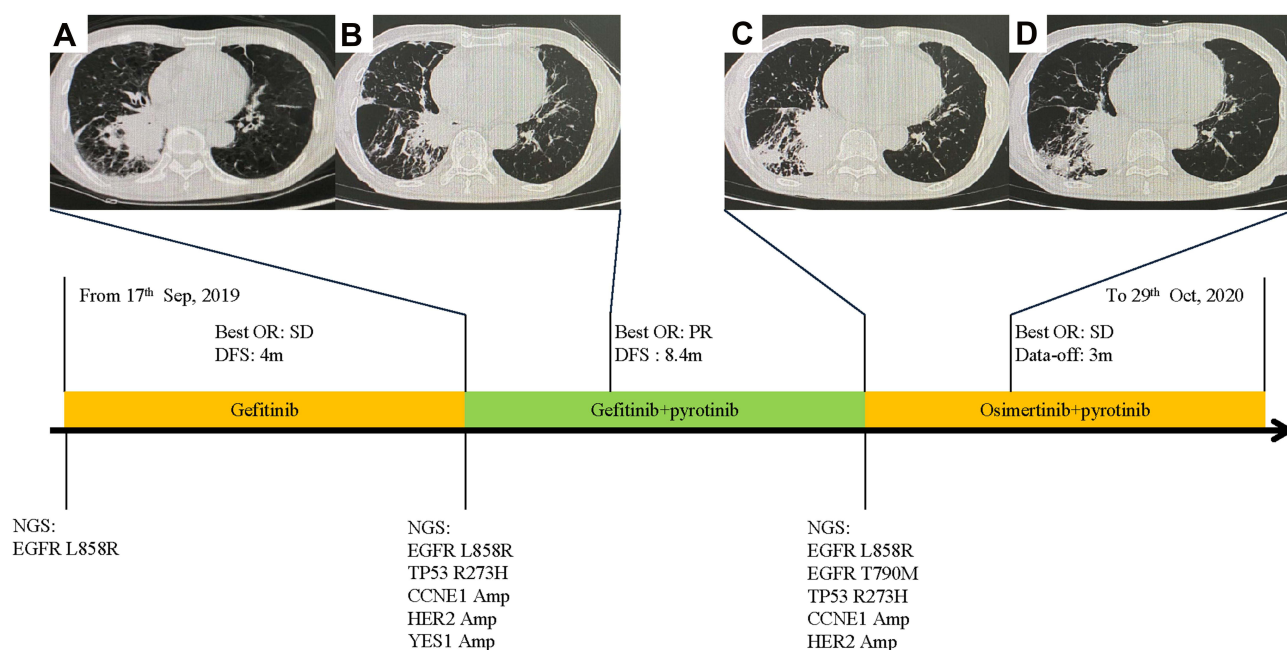 A
B
C
D
From 17th Sep, 2019
To 29th Oct, 2020
Best OR: SD
DFS: 4m
Best OR: PR
DFS : 8.4m
Best OR: SD
Data-off: 3m
Gefitinib
Gefitinib+pyrotinib
Osimertinib+pyrotinib
NGS:
EGFR L858R
NGS:
EGFR L858R
TP53 R273H
CCNE1 Amp
HER2 Amp
YES1 Amp
NGS:
EGFR L858R
EGFR T790M
TP53 R273H
CCNE1 Amp
HER2 Amp